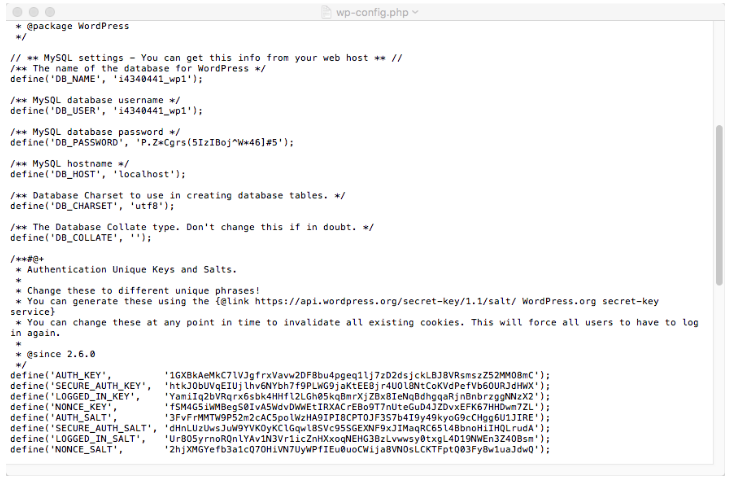 wp-config.php
* @package WordPress
*/
// ** MySQL settings - You can get this info from your web host ** //
/** The name of the database for WordPress */
define('DB_NAME', 'i4340441_wp1');
/** MySQL database username */
define('DB_USER', 'i4340441_wp1');
/** MySQL database password */
define('DB_PASSWORD', 'P.Z*Cgrs(5IzIBoj^W*46]#5');
/** MySQL hostname */
define('DB_HOST', 'localhost');
/** Database Charset to use in creating database tables. */
define('DB_CHARSET', 'utf8');
/** The Database Collate type. Don't change this if in doubt. */
define('DB_COLLATE', '');
/**#@+
* Authentication Unique Keys and Salts.
*
* Change these to different unique phrases!
* You can generate these using the {@link https://api.wordpress.org/secret-key/1.1/salt/ WordPress.org secret-key
service}
* You can change these at any point in time to invalidate all existing cookies. This will force all users to have to log
in again.
*
* @since 2.6.0
*/
define('AUTH_KEY', '1GXBkAeMkC7lVJgfrxVavw2DF8bu4pgeq1lj7zD2dsjckLBJ8VRsmszZ52MMO8mC');
define('SECURE_AUTH_KEY', 'htkJObUVqEIUjlhv6NYbh7f9PLWG9jaKtEE8jr4UOl8NtCoKVdPefVb6OURJdHWX');
define('LOGGED_IN_KEY', 'YamiIq2bVRqrx6sbk4HHfl2LGh05kqBmrXjZBx8IeNqBdhgqaRjnBnbrzggNNzX2');
define('NONCE_KEY', 'fSM4G5iWMBegS0IvA5WdvDWWEtIRXACrEBo9T7nUteGuD4JZDvxEFK67HHDwm7ZL');
define('AUTH_SALT', '3FvFrMMTW9P52m2cAC5polWzHA9IPI8CPTOJF3S7b4I9y49kyoG9cCHgg6U1JIRE');
define('SECURE_AUTH_SALT', 'dHnLUzUwsJuW9YVKOyKClGqwl8SVc95SGEXNF9xJIMaqRC65l4BbnoHiIHQLrudA');
define('LOGGED_IN_SALT', 'Ur8O5yrnoRQnlYAv1N3Vr1icZnHXxoqNEHG3BzLvwwsy0txgL4D19NWEn3Z4OBsm');
define('NONCE_SALT', '2hjXMGYefb3a1cQ7OHiVN7UyWPfIEu0uoCWija8VNOsLCKTFptQ03Fy8w1uaJdwQ');